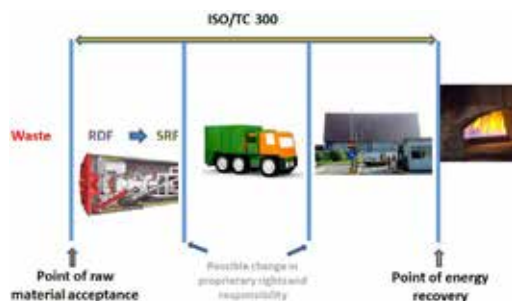 ISO/TC 300
Waste
RDF
SRF
Point of raw
material acceptance
Possible change in
proprietary rights and
responsibility
Point of energy
recovery